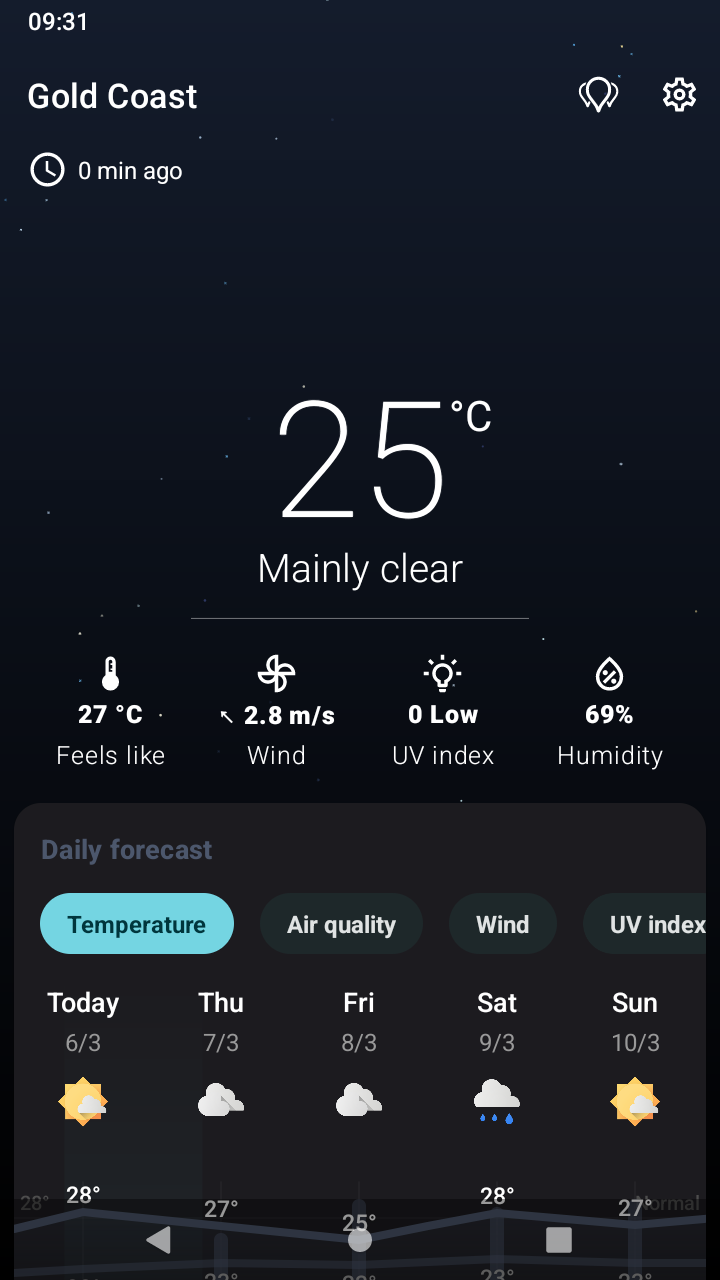 09:31
Gold Coast
0 min ago
25°C
Mainly clear
27 °C
2.8 m/s
0 Low
69%
Feels like
Wind
UV index
Humidity
Daily forecast
Temperature
Air quality
Wind
UV index
Today
Thu
Fri
Sat
Sun
6/3
7/3
8/3
9/3
10/3
28°
28°
27°
25°
28°
27°
Normal
23°